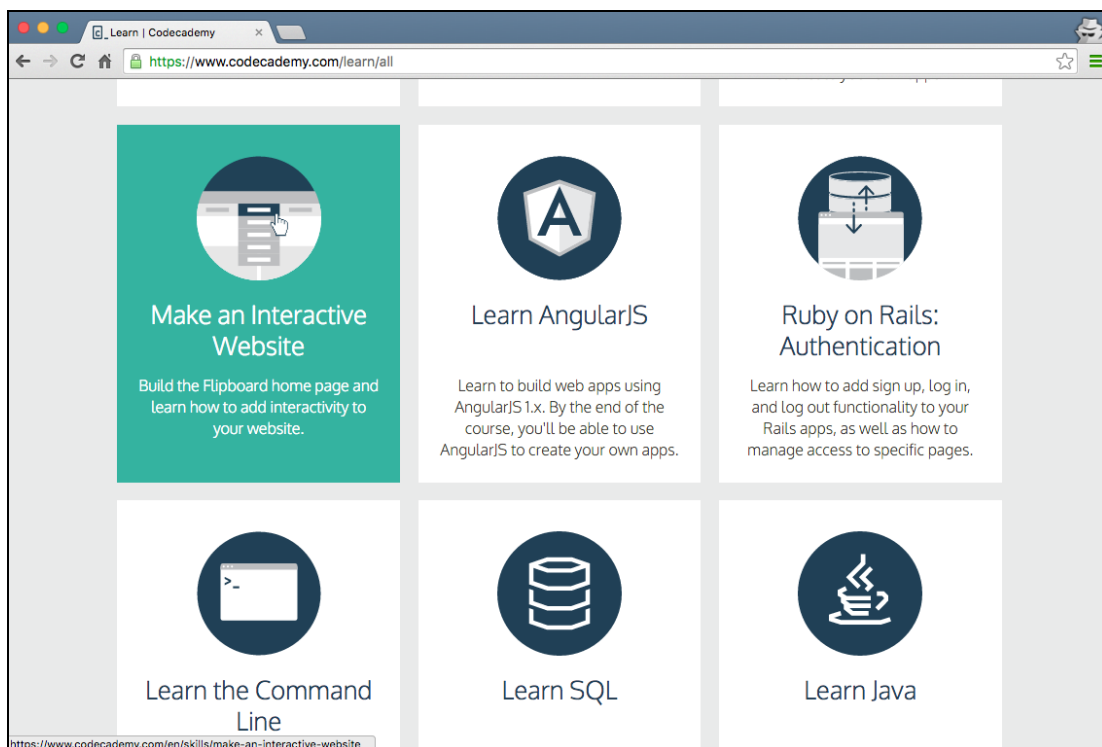 Learn | Codecademy
https://www.codecademy.com/learn/all
Make an Interactive
Website
Build the Flipboard home page and
learn how to add interactivity to
your website.
Learn AngularJS
Learn to build web apps using
AngularJS 1.x. By the end of the
course, you'll be able to use
AngularJS to create your own apps.
Ruby on Rails:
Authentication
Learn how to add sign up, log in,
and log out functionality to your
Rails apps, as well as how to
manage access to specific pages.
>_
Learn the Command
Line
Learn SQL
Learn Java
https://www.codecademy.com/en/skills/make-an-interactive-website